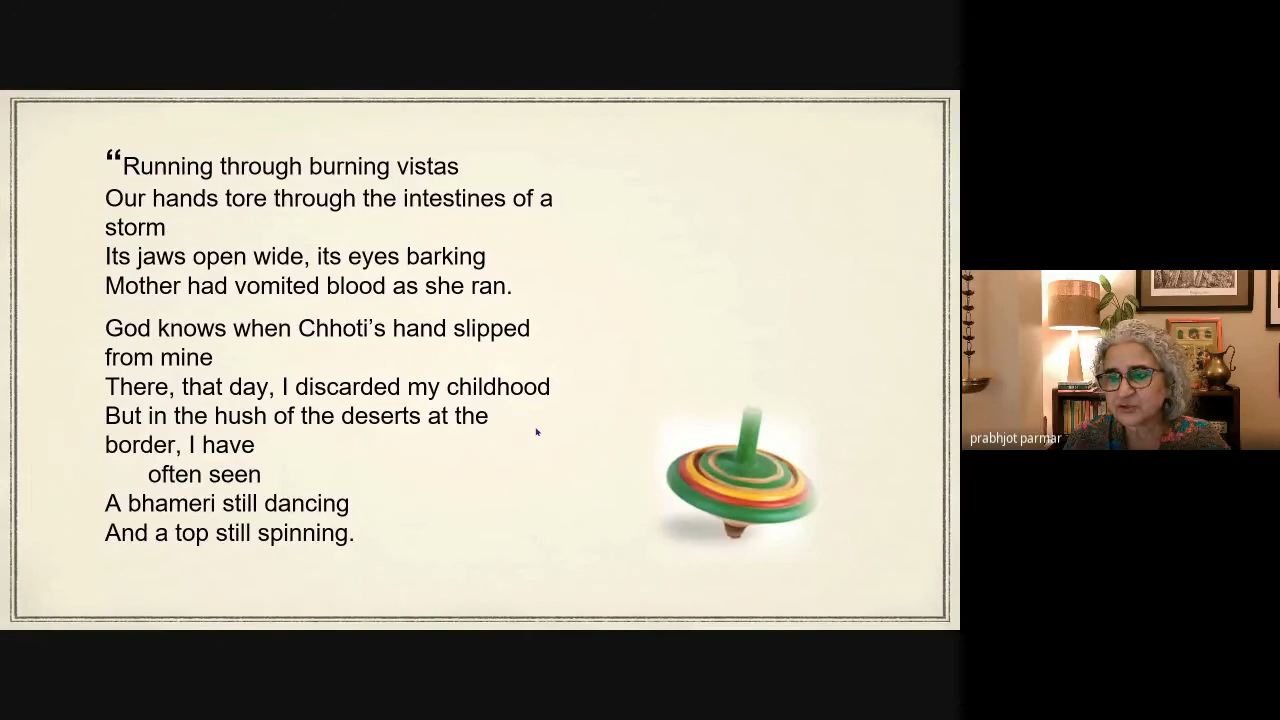 “Running through burning vistas
Our hands tore through the intestines of a
storm
Its jaws open wide, its eyes barking
Mother had vomited blood as she ran.
God knows when Chhoti’s hand slipped
from mine
There, that day, I discarded my childhood
But in the hush of the deserts at the
border, I have
often seen
A bhameri still dancing
And a top still spinning.
prabhjot parmar